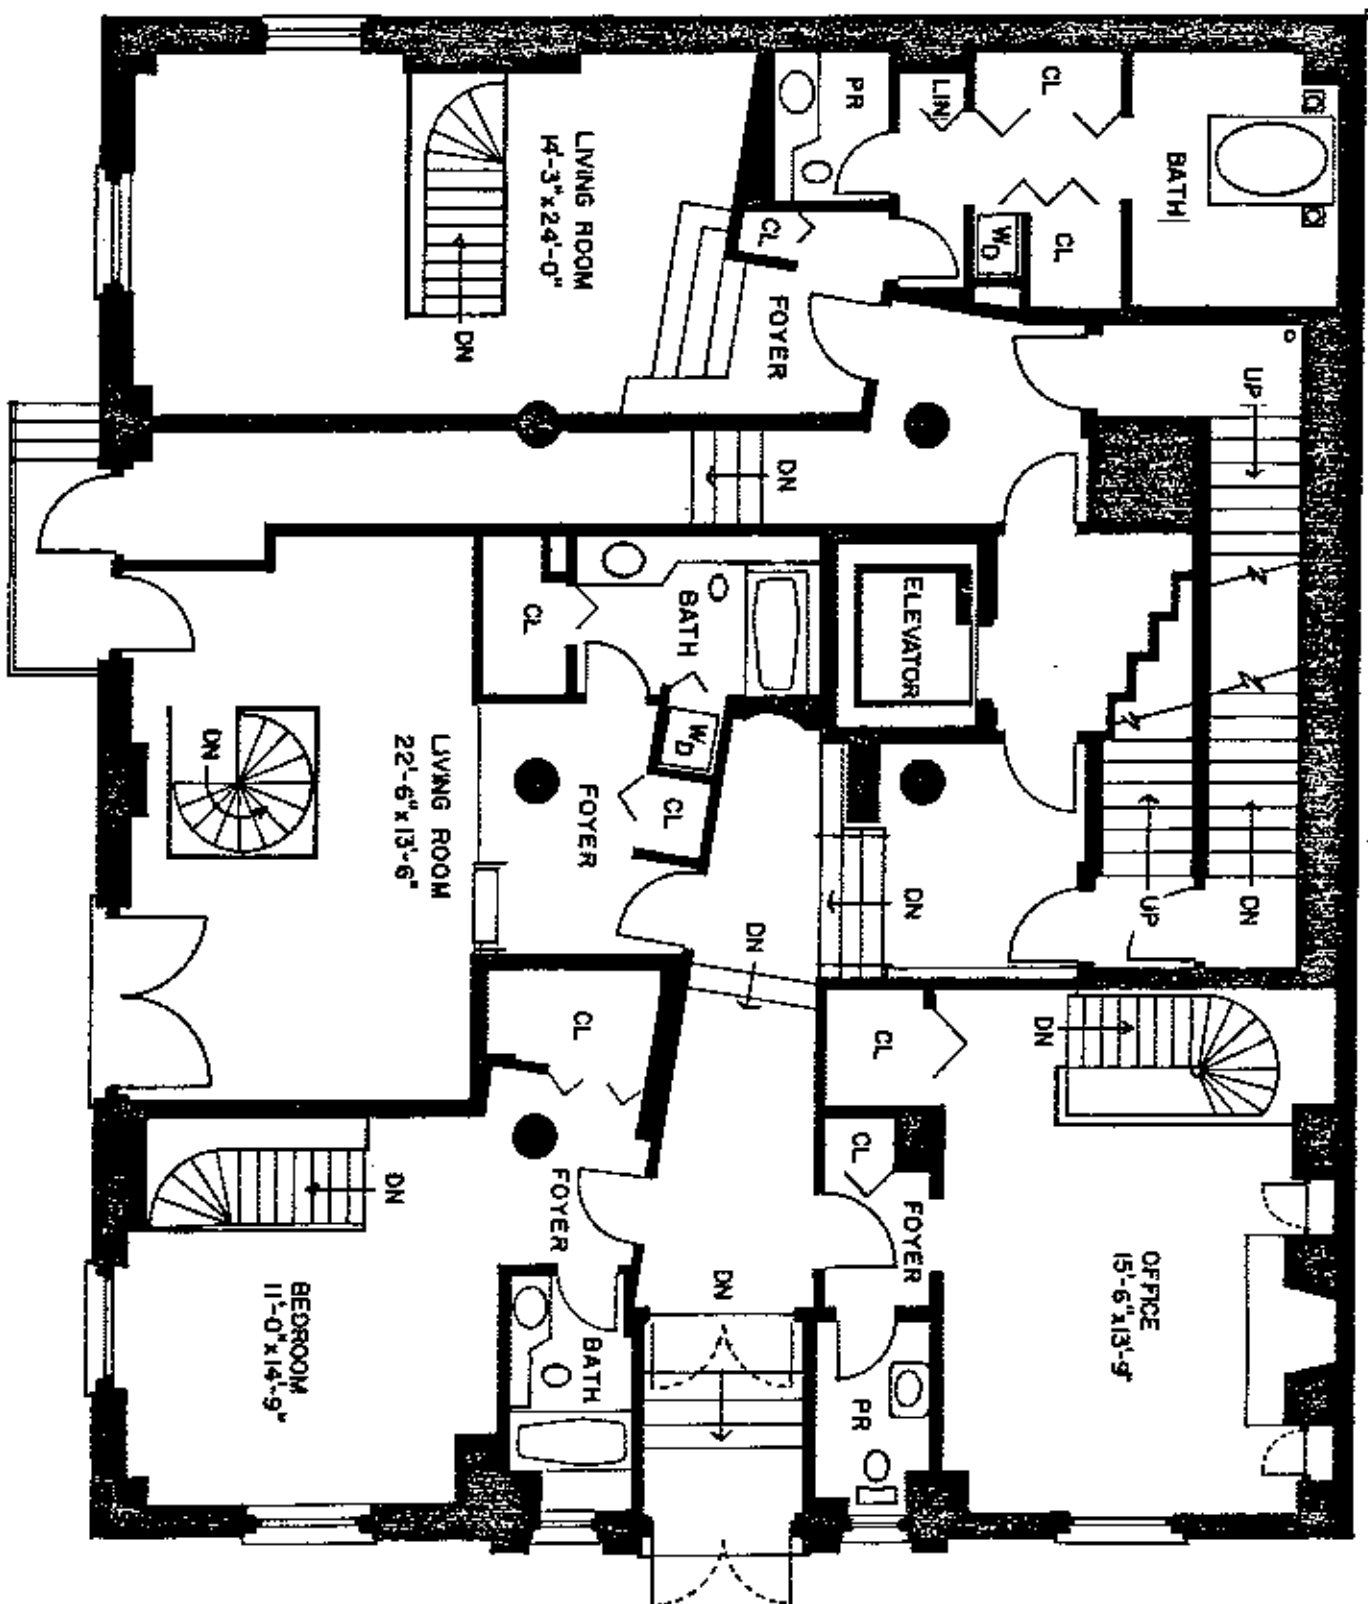 CL
LIN
PR
BATH
LIVING ROOM
14'-3"x24'-0"
CL
W/D
CL
DN
FOYER
UP
DN
ELEVATOR
CL
BATH
DN
LIVING ROOM
22'-6"x13'-6"
W/D
FOYER
CL
DN
UP
DN
DN
CL
CL
DN
CL
DN
FOYER
FOYER
OFFICE
15'-6"x13'-9"
DN
BEDROOM
11'-0"x14'-9"
BATH
PR